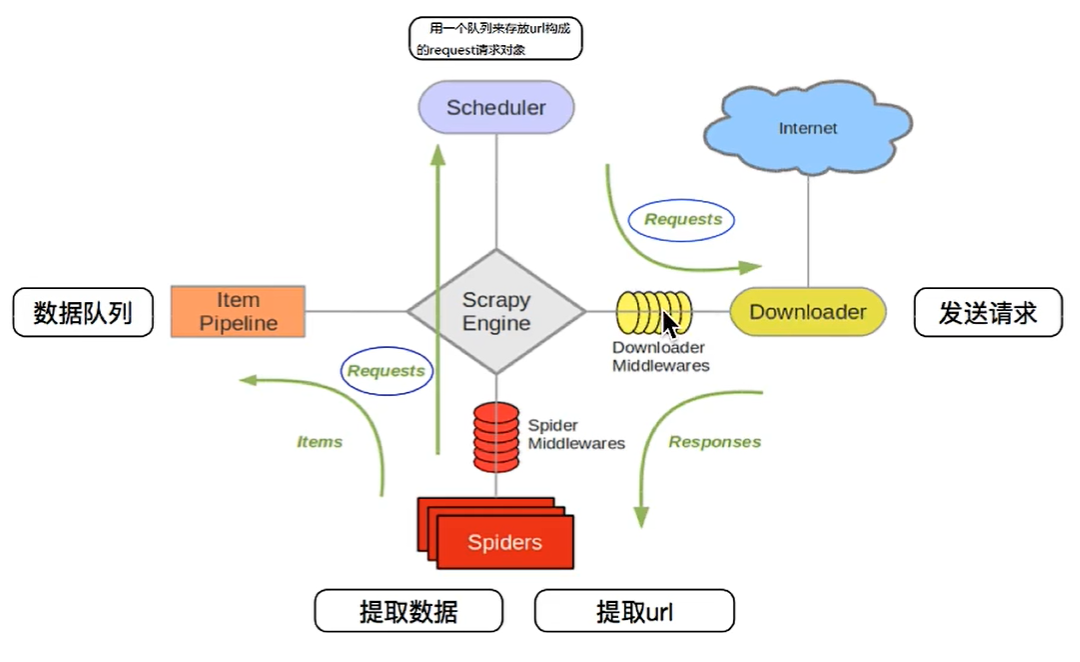 用一个队列来存放url构成
的request请求对象
Scheduler
Internet
Requests
数据队列
Item
Pipeline
Scrapy
Engine
Downloader
发送请求
Downloader
Middlewares
Requests
Items
Spider
Middlewares
Responses
Spiders
提取数据
提取url